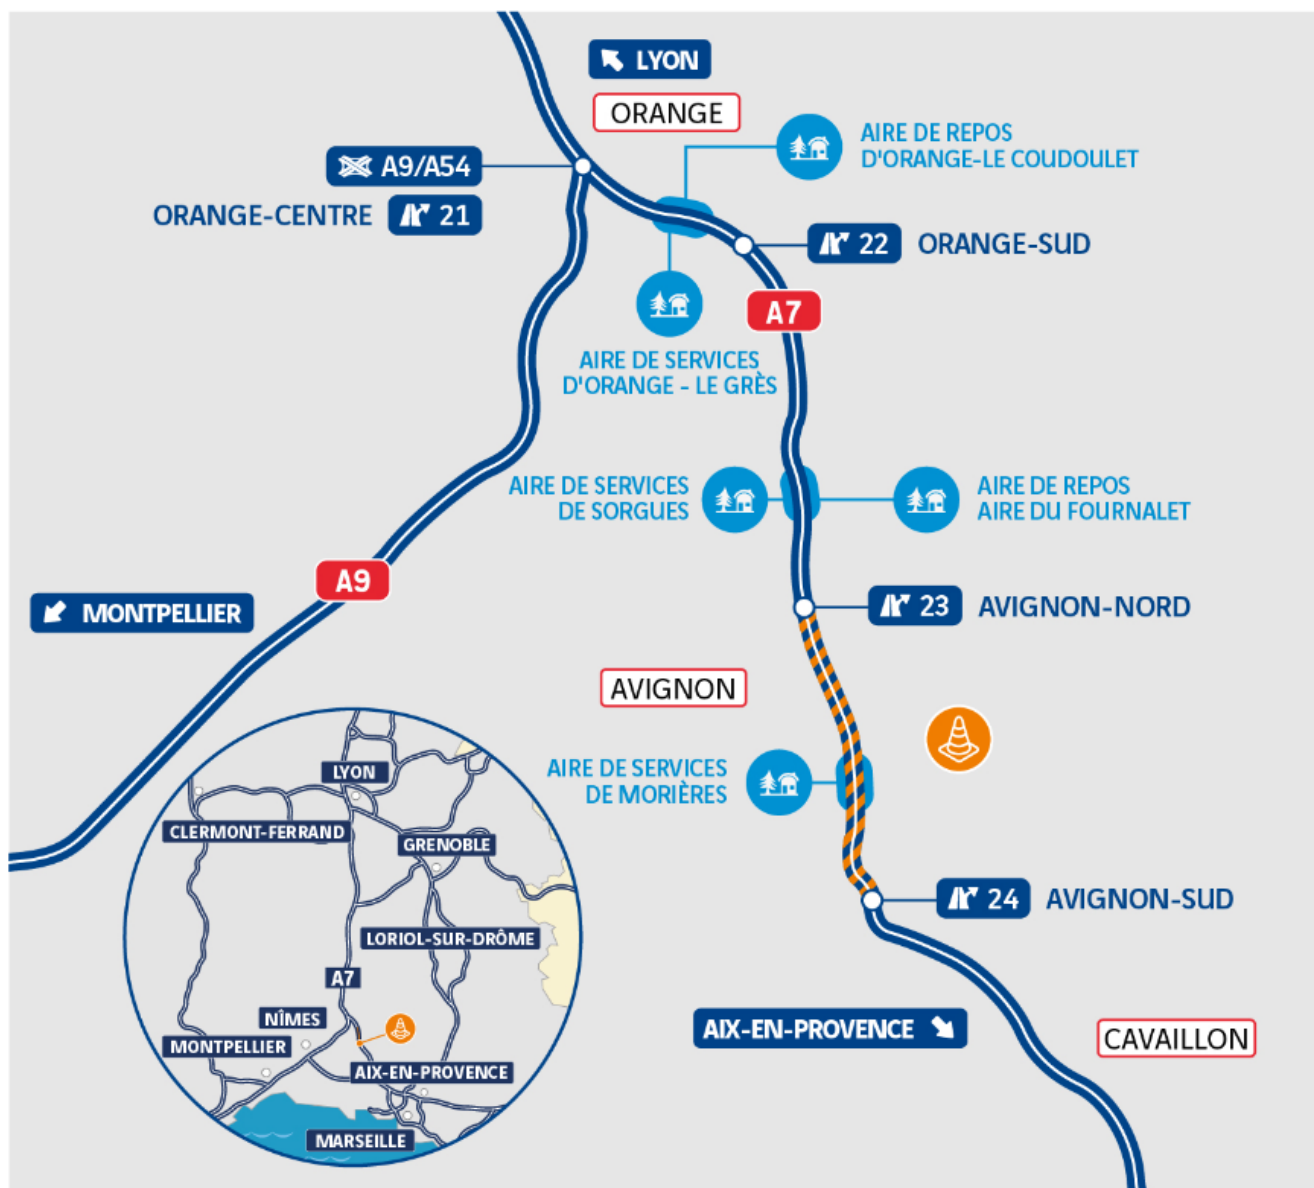 LYON
ORANGE
AIRE DE REPOS
D'ORANGE-LE COUDOULET
A9/A54
ORANGE-CENTRE 21
22 ORANGE-SUD
A7
AIRE DE SERVICES
D'ORANGE - LE GRÈS
AIRE DE SERVICES
DE SORGUES
AIRE DE REPOS
AIRE DU FOURNALET
A9
MONTPELLIER
23 AVIGNON-NORD
AVIGNON
AIRE DE SERVICES
DE MORIÈRES
24 AVIGNON-SUD
AIX-EN-PROVENCE
CAVAILLON
LYON
CLERMONT-FERRAND
GRENOBLE
LORIOL-SUR-DRÔME
A7
NÎMES
MONTPELLIER
AIX-EN-PROVENCE
MARSEILLE